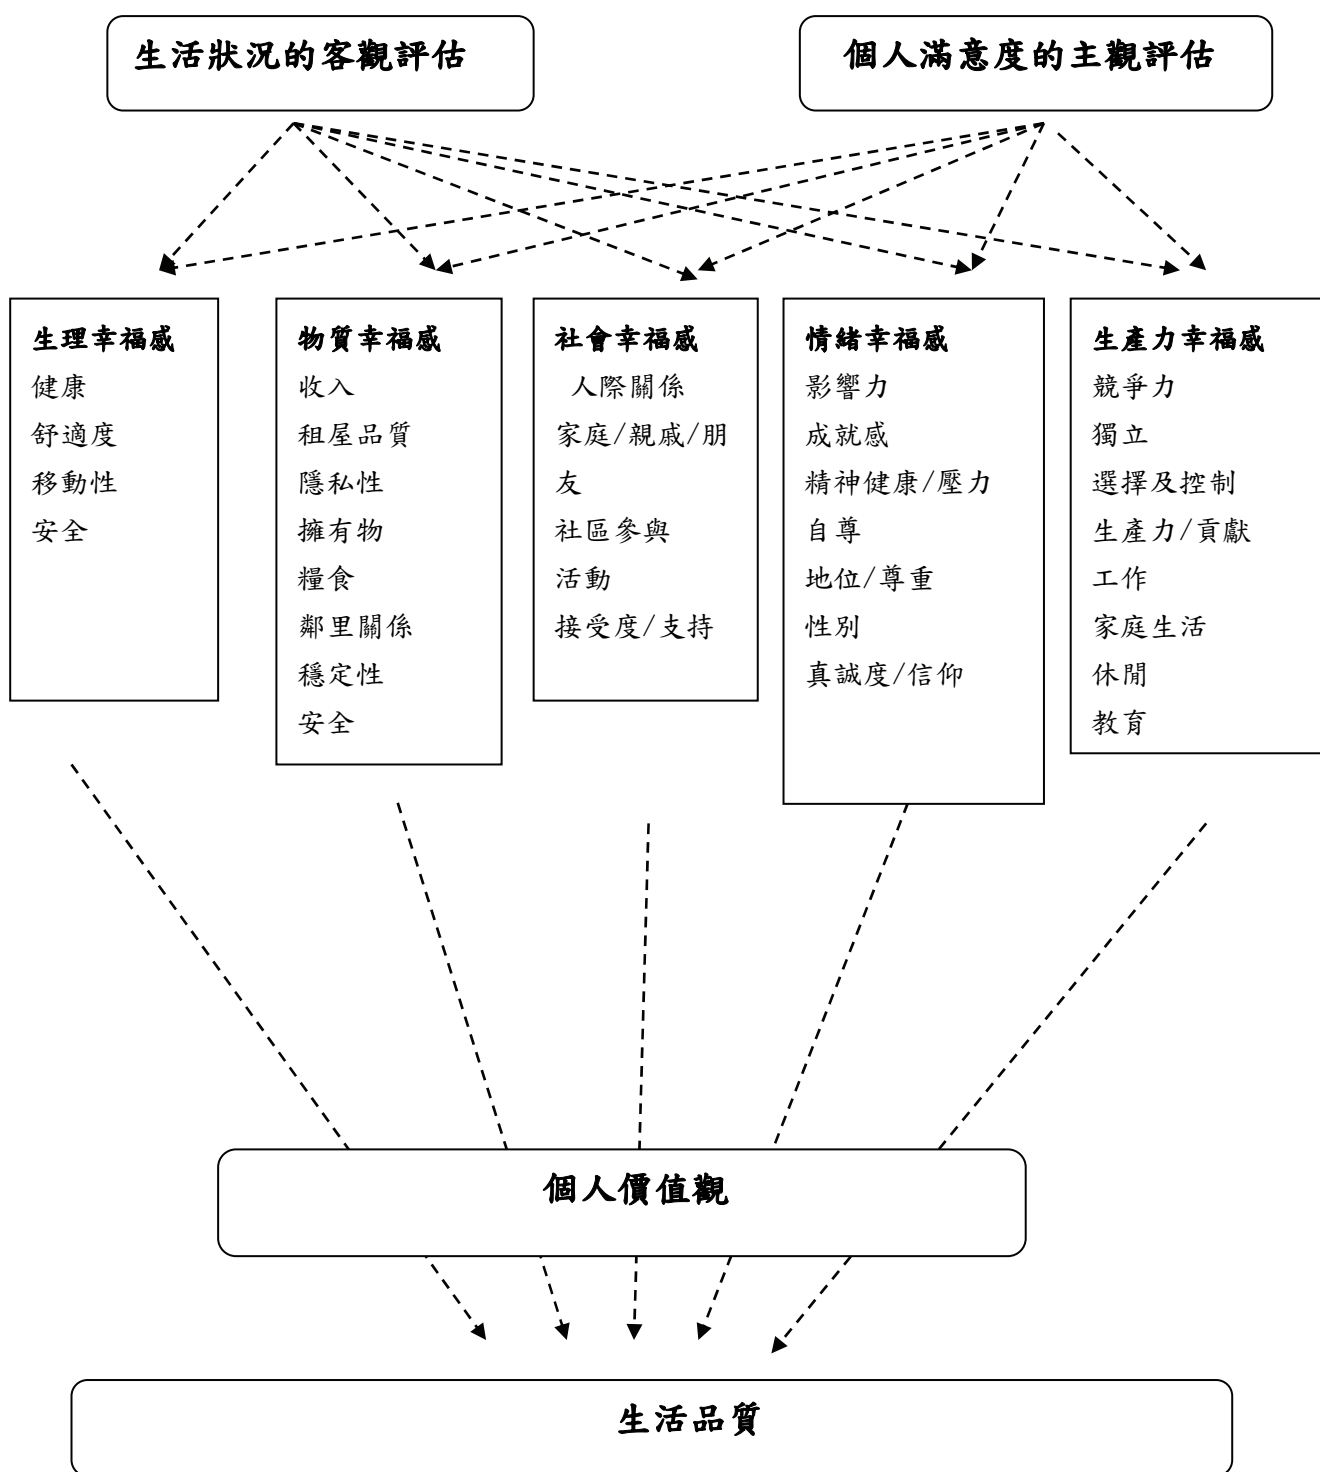 生活狀況的客觀評估
個人滿意度的主觀評估
生理幸福感
健康
舒適度
移動性
安全
物質幸福感
收入
租屋品質
隱私性
擁有物
糧食
鄰里關係
穩定性
安全
社會幸福感
人際關係
家庭/親戚/朋
友
社區參與
活動
接受度/支持
情緒幸福感
影響力
成就感
精神健康/壓力
自尊
地位/尊重
性別
真誠度/信仰
生產力幸福感
競爭力
獨立
選擇及控制
生產力/貢獻
工作
家庭生活
休閒
教育
個人價值觀
生活品質